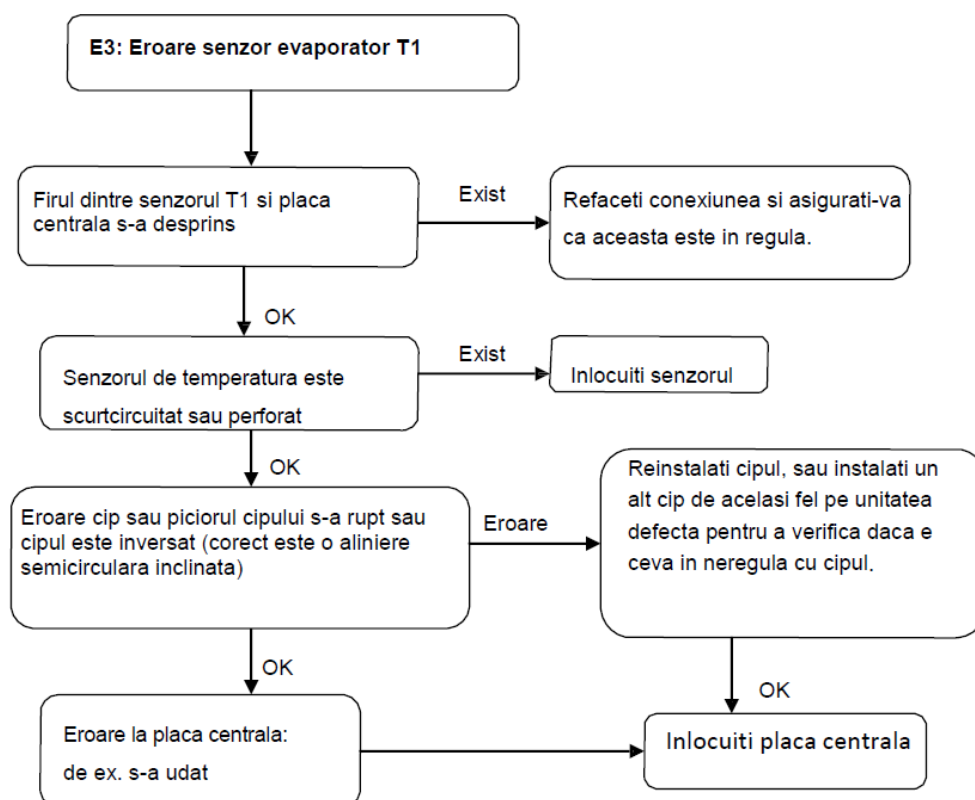 E3: Eroare senzor evaporator T1
Firul dintre senzorul T1 si placa
centrala s-a desprins
Exist
Refaceti conexiunea si asigurati-va
ca aceasta este in regula.
OK
Senzorul de temperatura este
scurtcircuitat sau perforat
Exist
Inlocuiti senzorul
OK
Eroare cip sau piciorul cipului s-a rupt sau
cipul este inversat (corect este o aliniere
semicirculara inclinata)
Eroare
Reinstalati cipul, sau instalati un
alt cip de acelasi fel pe unitatea
defecta pentru a verifica daca e
ceva in neregula cu cipul.
OK
OK
Eroare la placa centrala:
de ex. s-a udat
Inlocuiti placa centrala